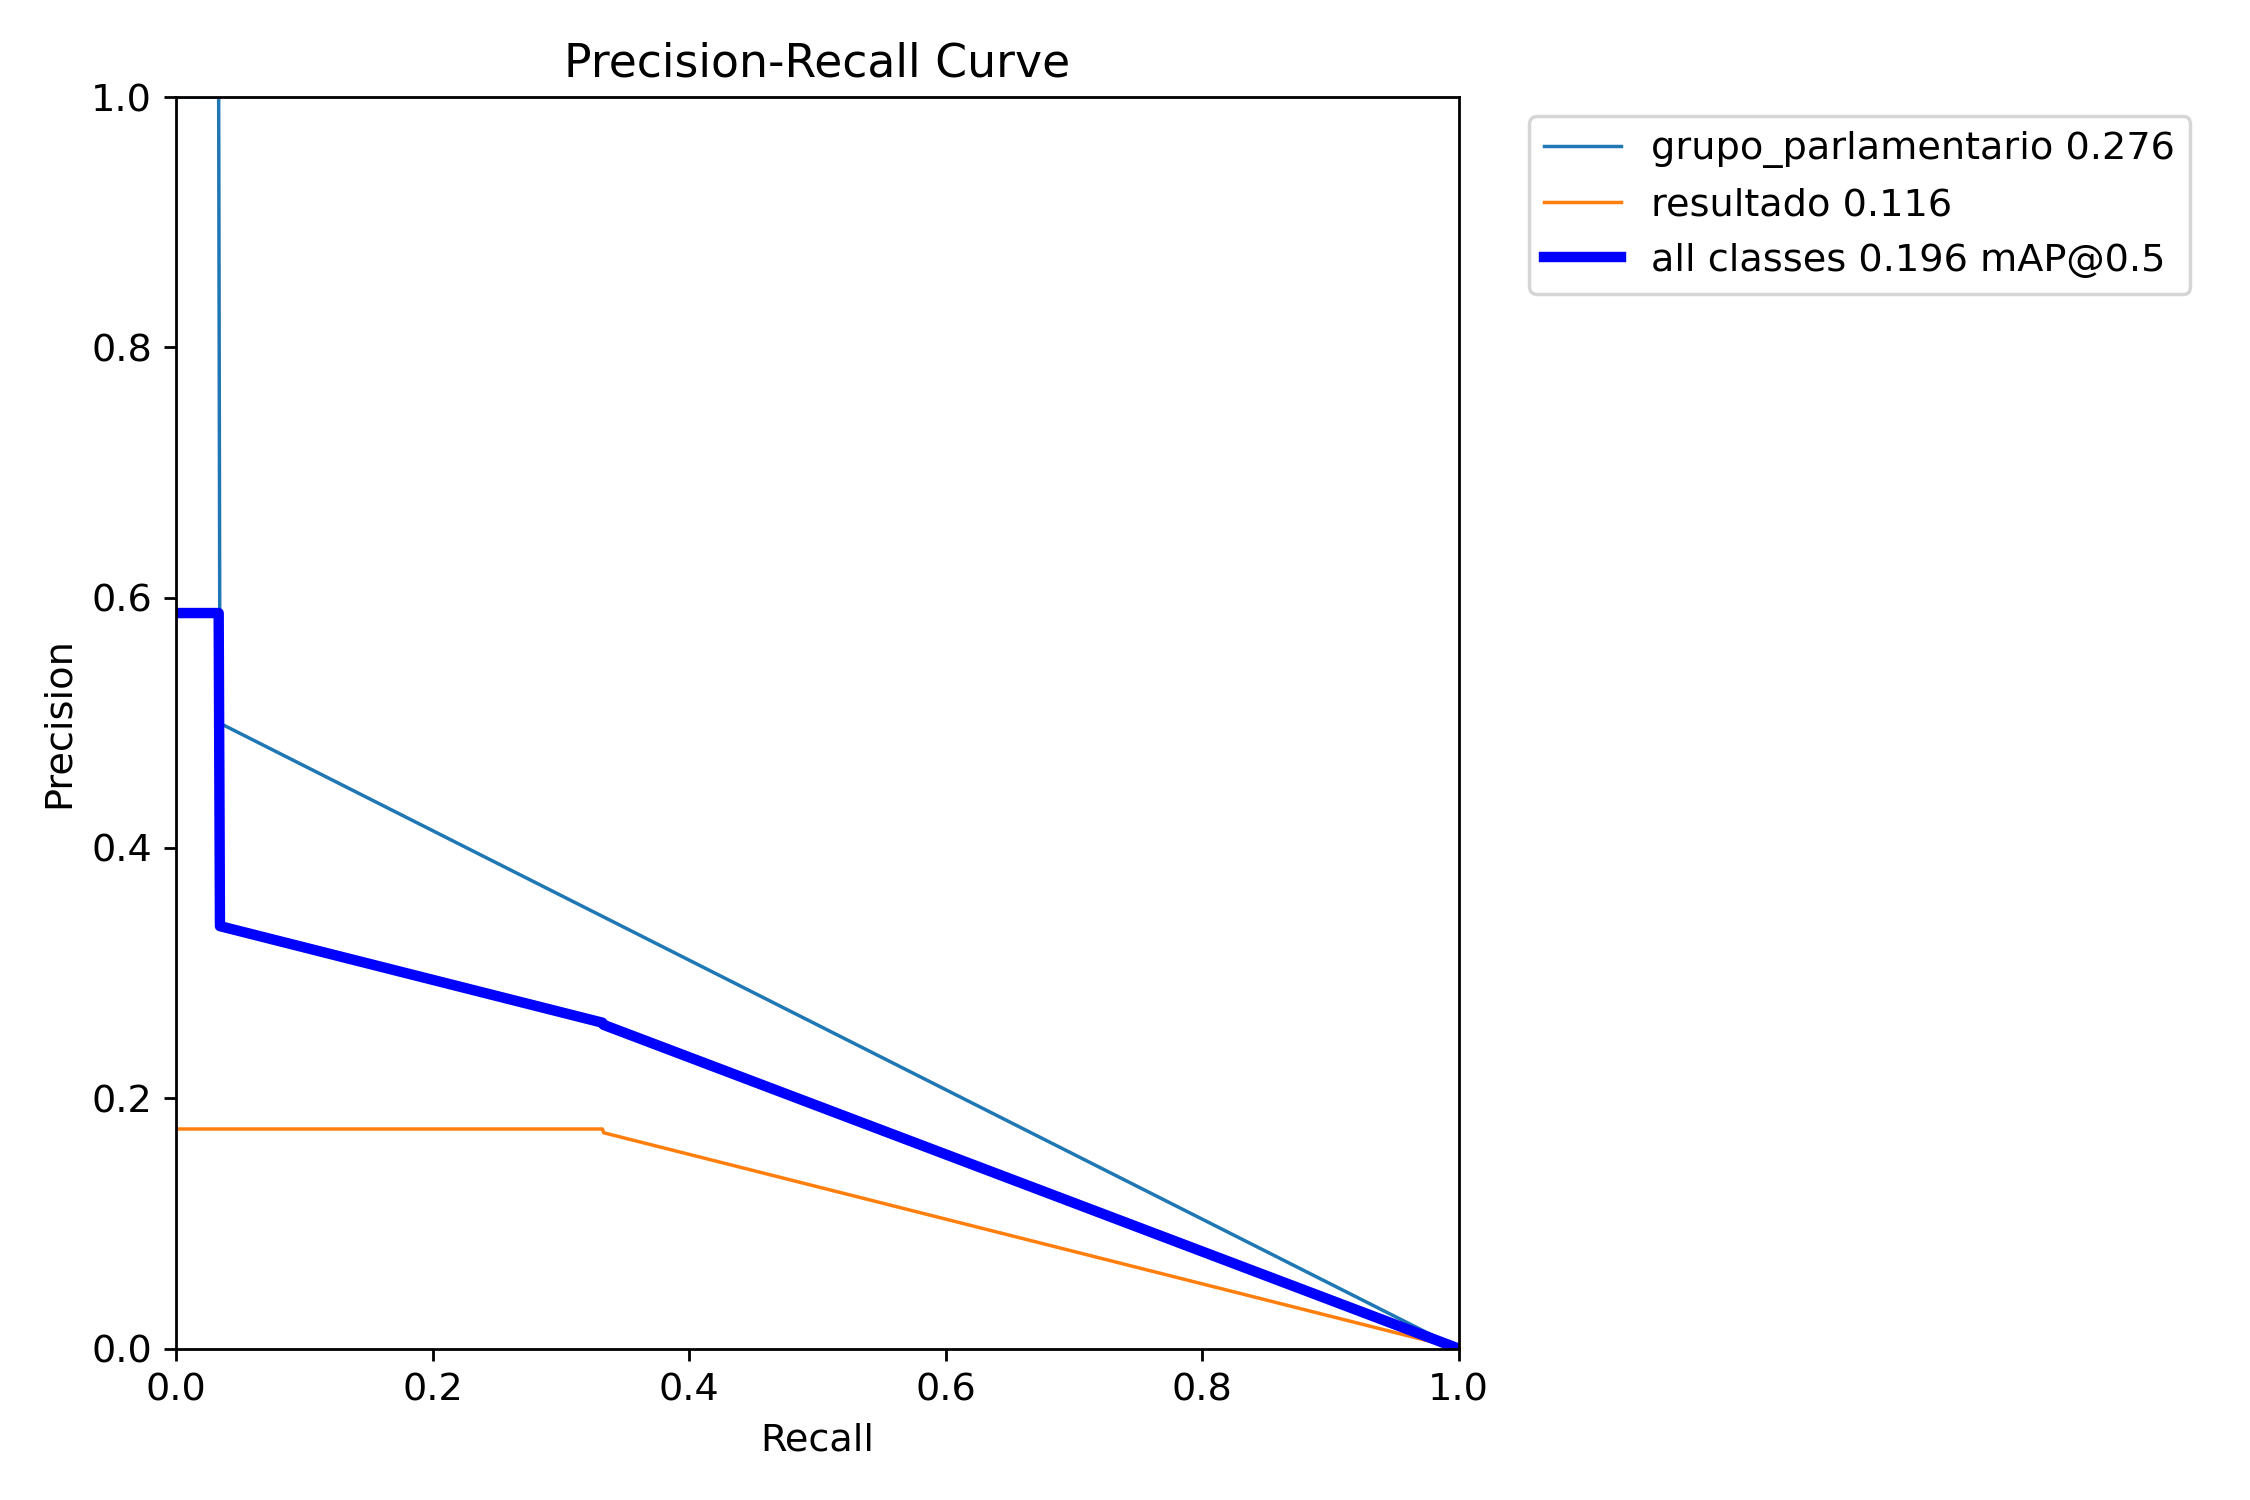 Precision-Recall Curve
1.0
0.8
0.6
0.4
0.2
0.0
Precision
0.0 0.2 0.4 0.6 0.8 1.0
Recall
grupo_parlamentario 0.276
resultado 0.116
all classes 0.196 mAP@0.5